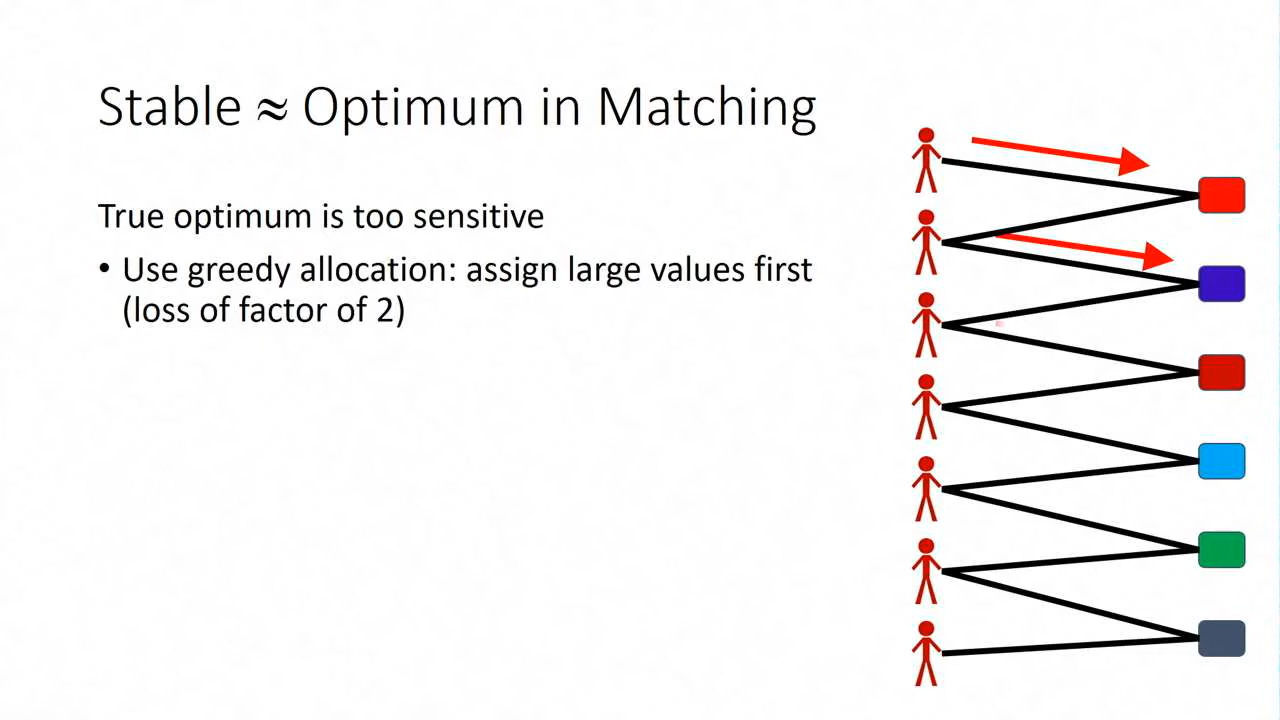 Stable ≈ Optimum in Matching
True optimum is too sensitive
• Use greedy allocation: assign large values first
(loss of factor of 2)